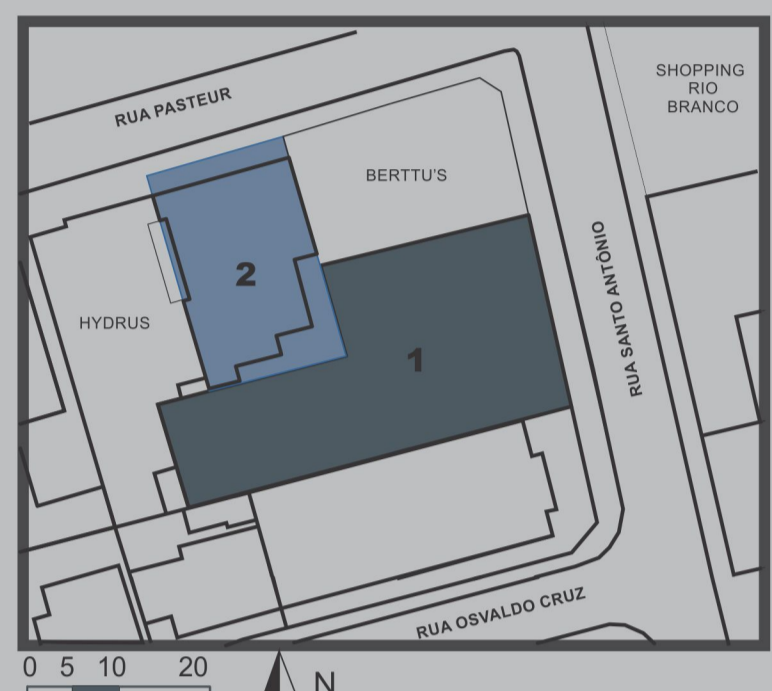 RUA PASTEUR
SHOPPING
RIO
BRANCO
BERTTU'S
2
HYDRUS
1
RUA SANTO ANTÔNIO
RUA OSVALDO CRUZ
0 5 10 20
N